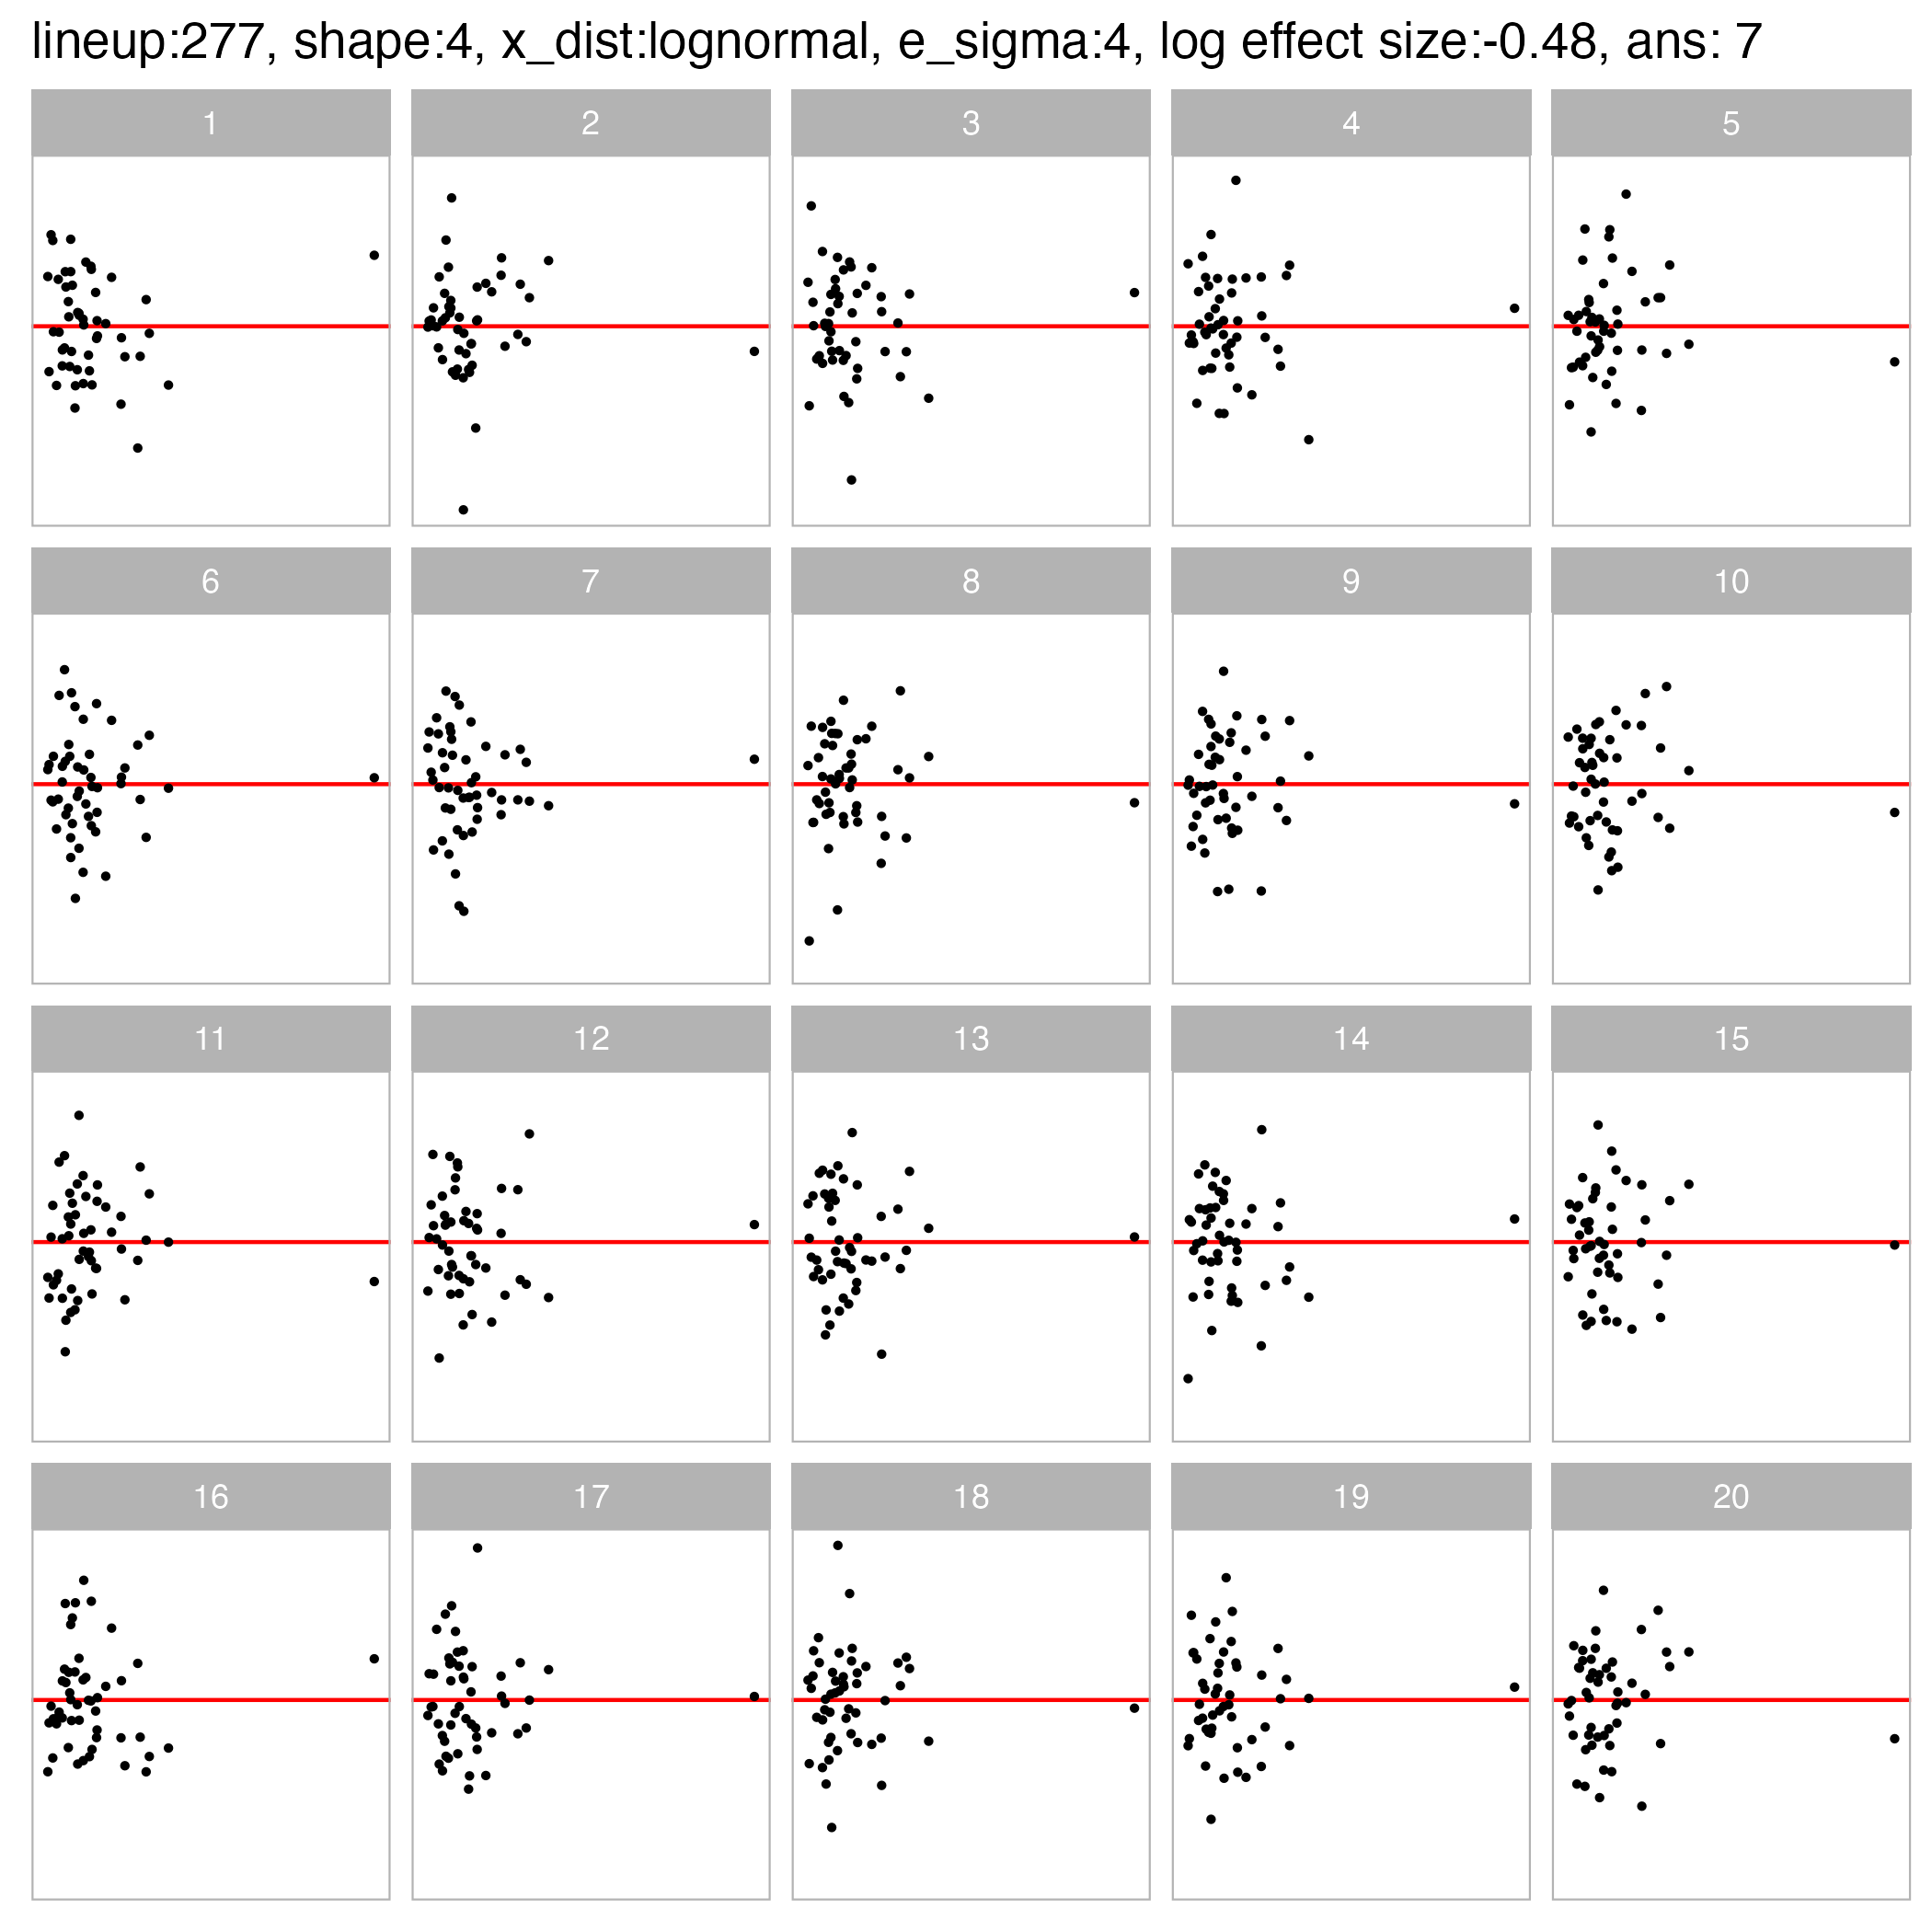 lineup:277, shape:4, x_dist:lognormal, e_sigma:4, log effect size:-0.48, ans: 7
1 2 3 4 5
6 7 8 9 10
11 12 13 14 15
16 17 18 19 20